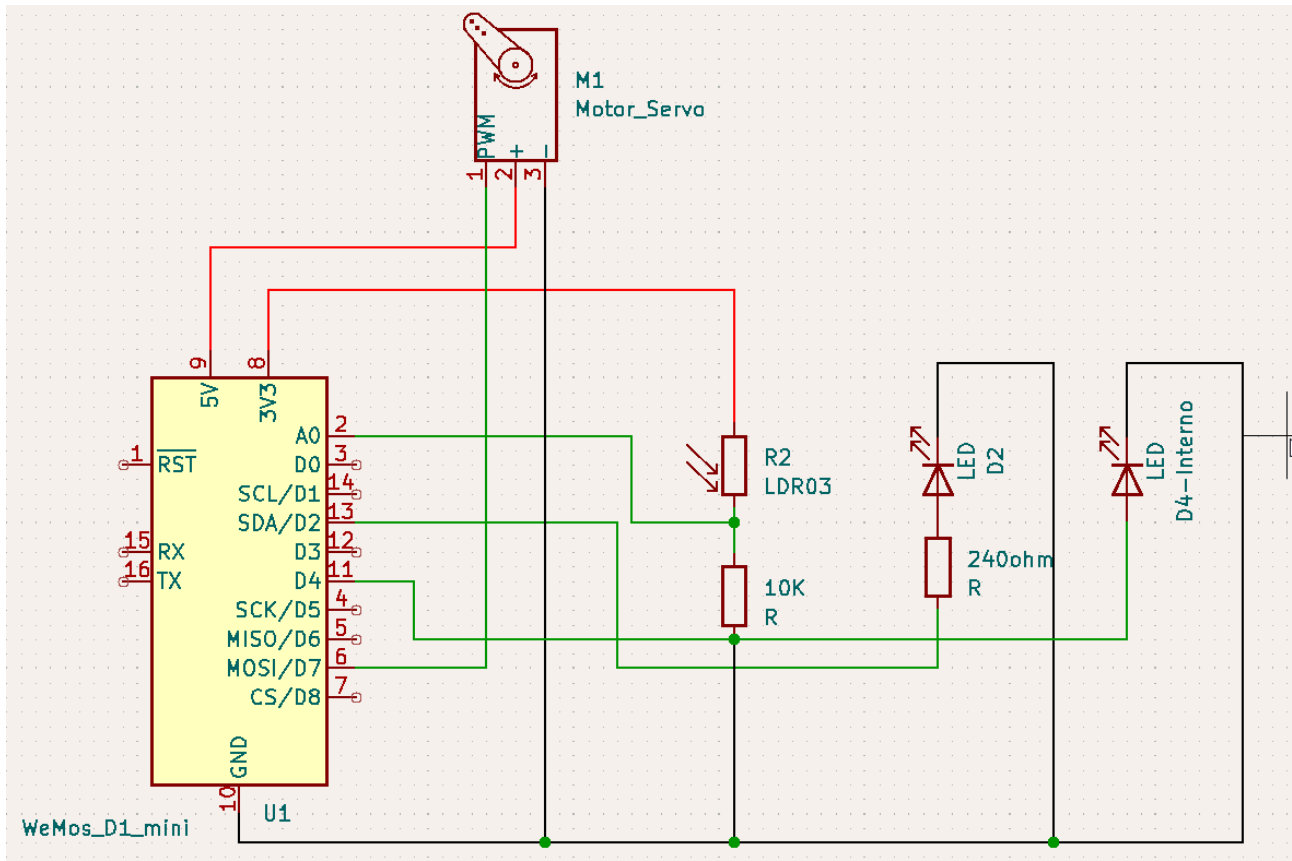 M1
Motor_Servo
PWM
+
-
1
2
3
9
8
5V
3V3
A0
2
1
RST
D0
3
SCL/D1
14
SDA/D2
13
15
RX
D3
12
16
TX
D4
11
SCK/D5
4
MISO/D6
5
MOSI/D7
6
CS/D8
7
GND
10
U1
WeMos_D1_mini
R2
LDR03
10K
R
LED
D2
240ohm
R
LED
D4-Interno